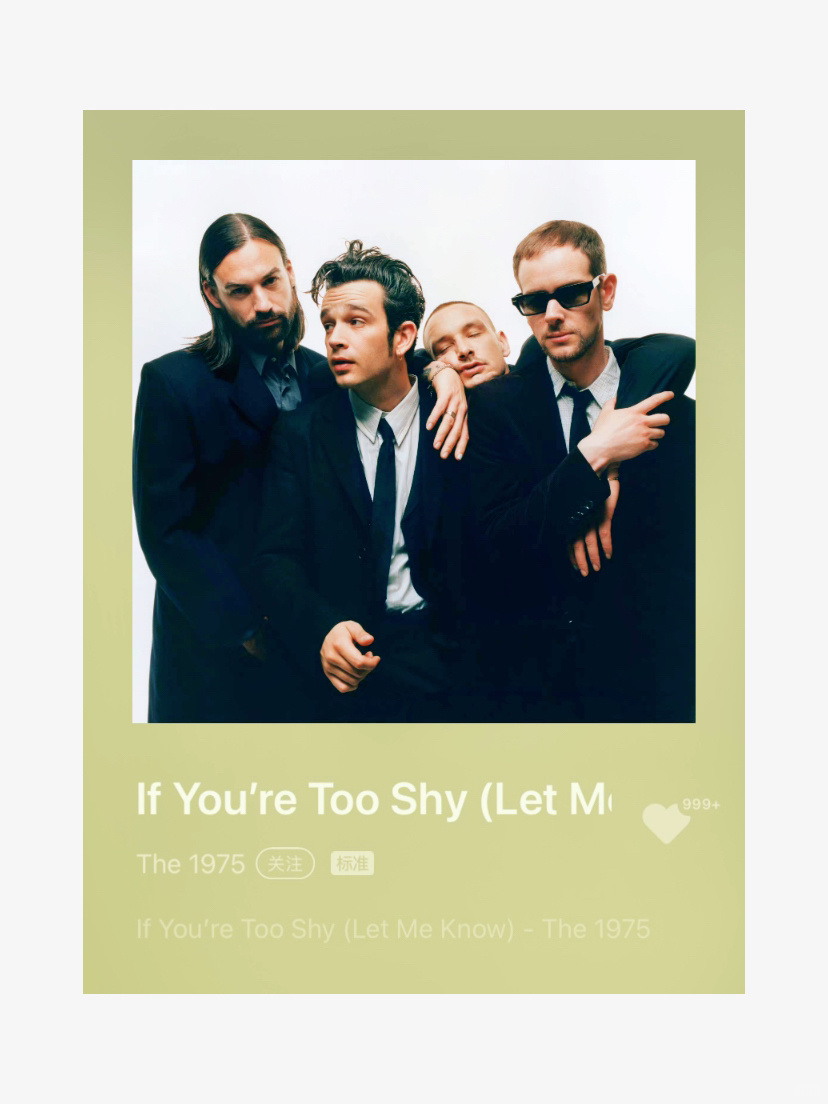 If You’re Too Shy (Let Me
999+
The 1975 关注 标准
If You’re Too Shy (Let Me Know) - The 1975